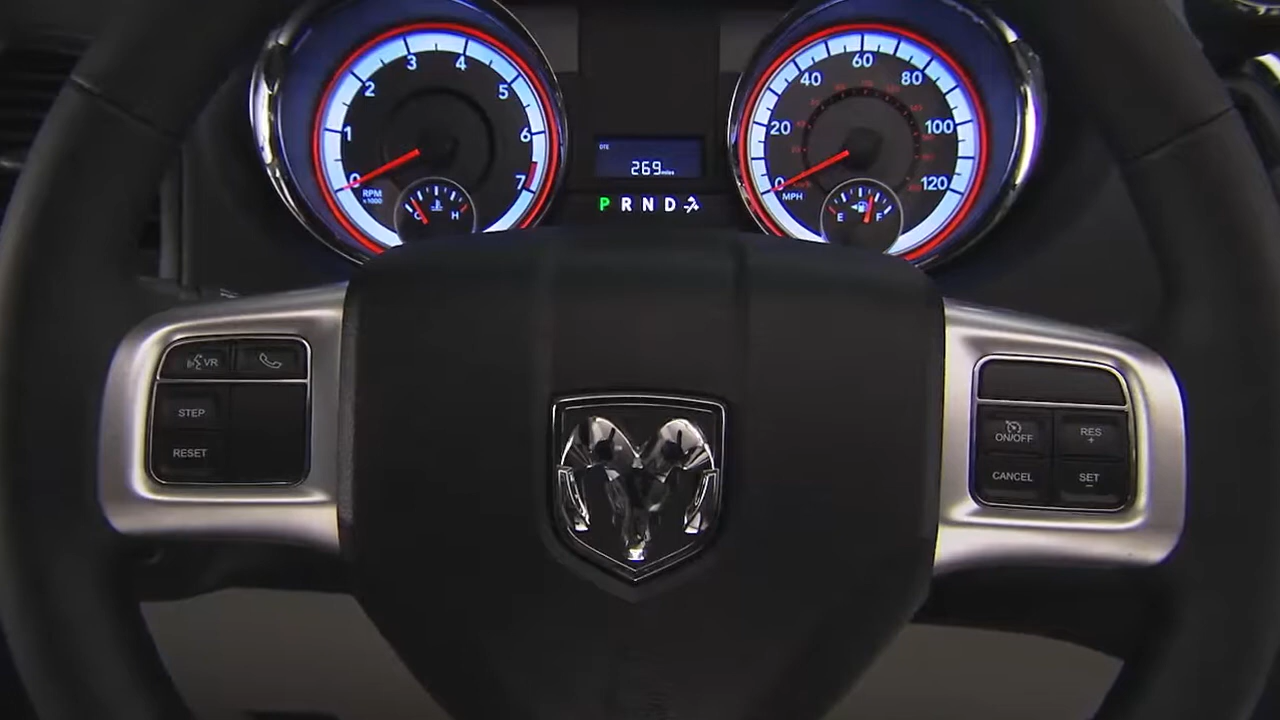 0 1 2 3 4 5 6 7
RPM
x1000
C H
DTE
269 miles
P R N D
0 20 40 60 80 100 120
MPH
E F
VR
STEP
RESET
ON/OFF
RES
+
CANCEL
SET
–